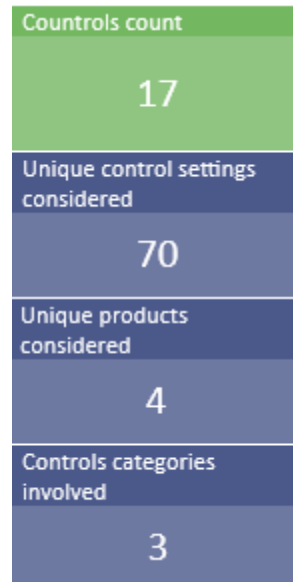 Countrols count
17
Unique control settings
considered
70
Unique products
considered
4
Controls categories
involved
3